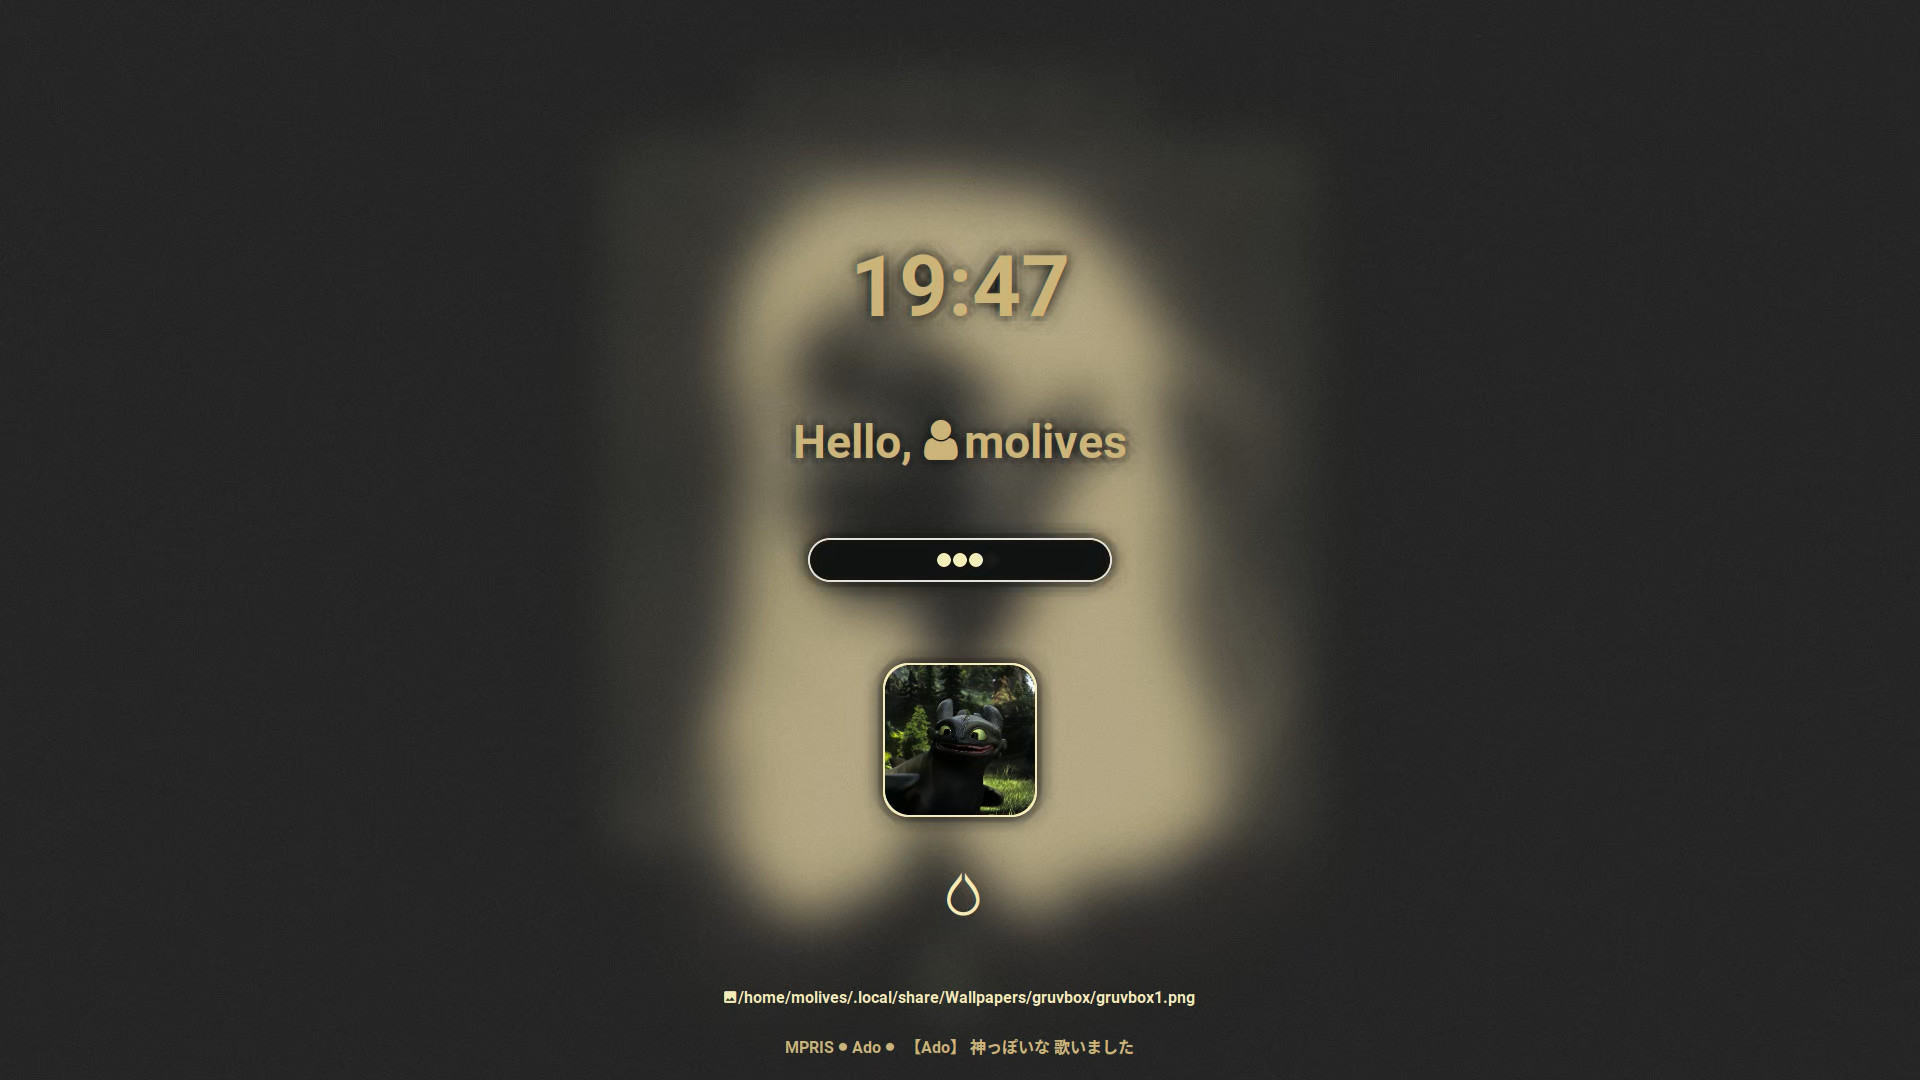 19:47
Hello, molives
/home/molives/.local/share/Wallpapers/gruvbox/gruvbox1.png
MPRIS ● Ado ● 【Ado】 神っぽいな 歌いました